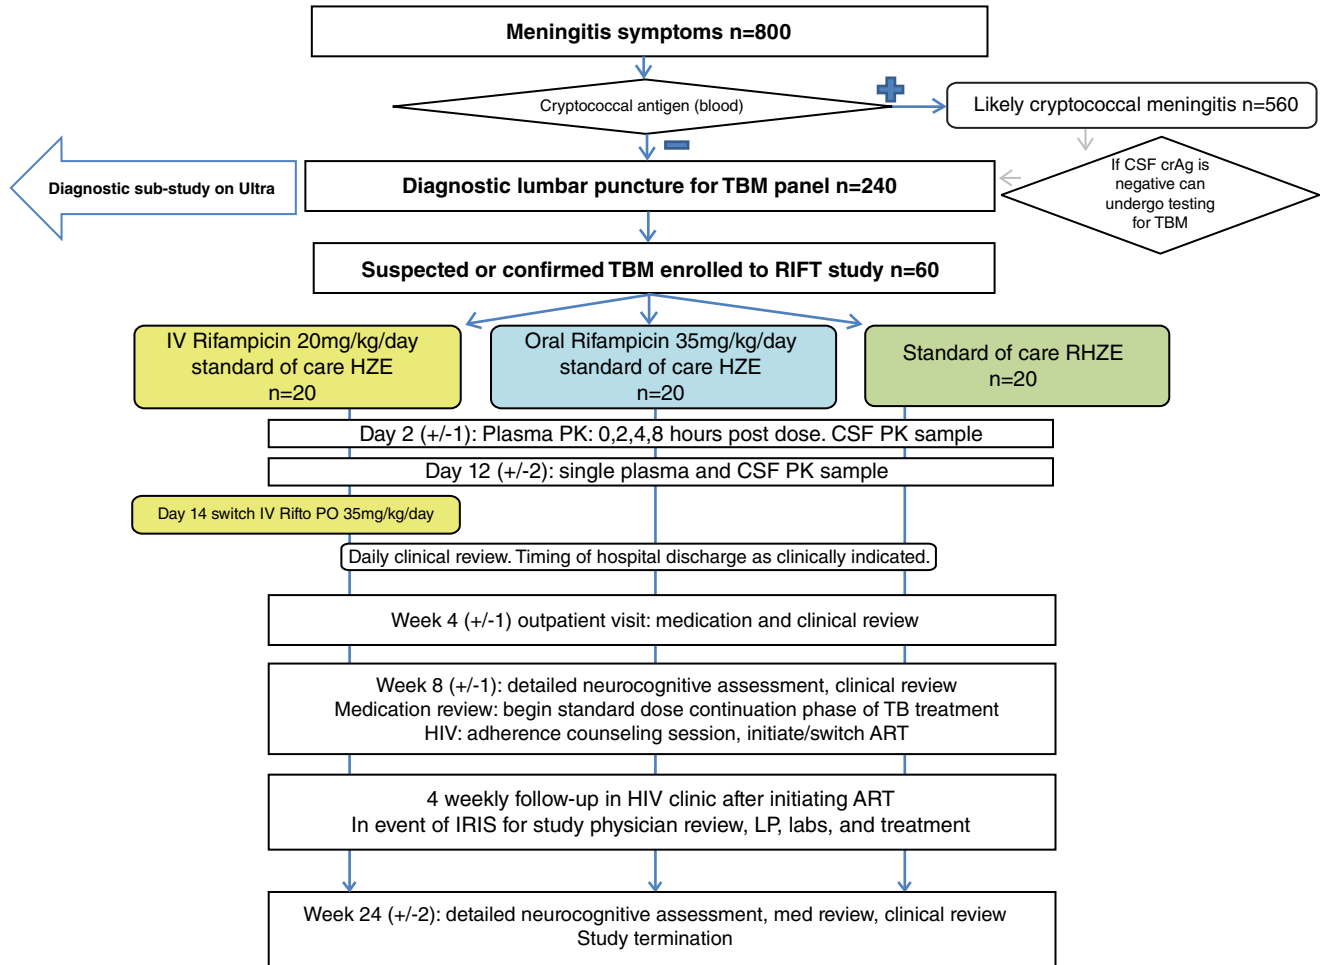 Meningitis symptoms n=800
Cryptococcal antigen (blood)
Likely cryptococcal meningitis n=560
If CSF crAg is
negative can
undergo testing
for TBM
Diagnostic sub-study on Ultra
Diagnostic lumbar puncture for TBM panel n=240
Suspected or confirmed TBM enrolled to RIFT study n=60
IV Rifampicin 20mg/kg/day
standard of care HZE
n=20
Oral Rifampicin 35mg/kg/day
standard of care HZE
n=20
Standard of care RHZE
n=20
Day 2 (+/-1): Plasma PK: 0,2,4,8 hours post dose. CSF PK sample
Day 12 (+/-2): single plasma and CSF PK sample
Day 14 switch IV Rifto PO 35mg/kg/day
Daily clinical review. Timing of hospital discharge as clinically indicated.
Week 4 (+/-1) outpatient visit: medication and clinical review
Week 8 (+/-1): detailed neurocognitive assessment, clinical review
Medication review: begin standard dose continuation phase of TB treatment
HIV: adherence counseling session, initiate/switch ART
4 weekly follow-up in HIV clinic after initiating ART
In event of IRIS for study physician review, LP, labs, and treatment
Week 24 (+/-2): detailed neurocognitive assessment, med review, clinical review
Study termination